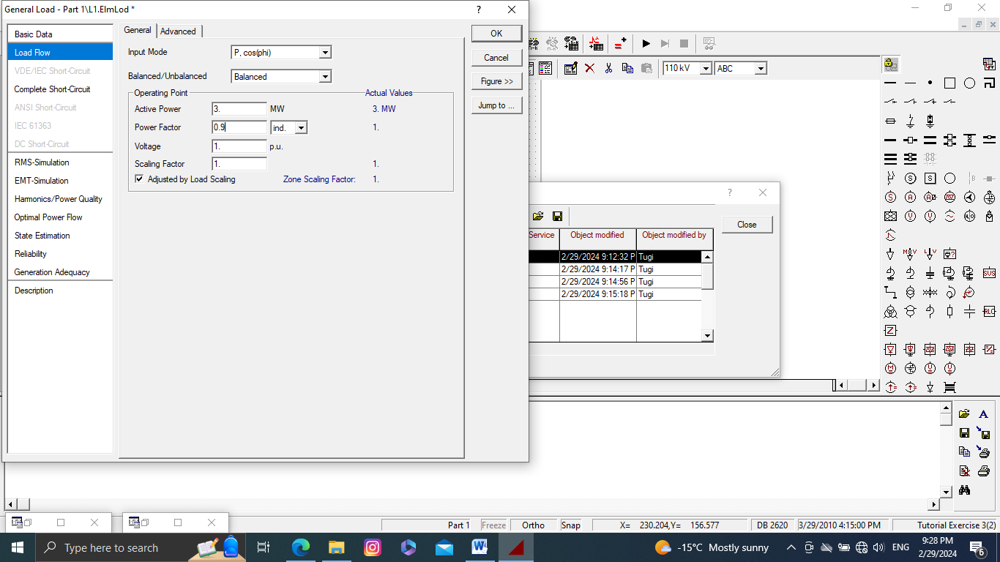 General Load - Part 1\L1.ElmLod *
?
Basic Data
Load Flow
VDE/IEC Short-Circuit
Complete Short-Circuit
ANSI Short-Circuit
IEC 61363
DC Short-Circuit
RMS-Simulation
EMT-Simulation
Harmonics/Power Quality
Optimal Power Flow
State Estimation
Reliability
Generation Adequacy
Description
General Advanced
Input Mode P, cos(phi)
Balanced/Unbalanced Balanced
Operating Point Actual Values
Active Power 3. MW 3. MW
Power Factor 0.9 ind. 1.
Voltage 1. p.u.
Scaling Factor 1. 1.
Adjusted by Load Scaling Zone Scaling Factor: 1.
OK
Cancel
Figure >>
Jump to ...
110 kV ABC
?
Close
Service Object modified Object modified by
2/29/2024 9:12:32 P Tugi
2/29/2024 9:14:17 P Tugi
2/29/2024 9:14:56 P Tugi
2/29/2024 9:15:18 P Tugi
Part 1 Freeze Ortho Snap X= 230.204,Y= 156.577 DB 2620 3/29/2010 4:15:00 PM Tutorial Exercise 3(2)
Type here to search
-15°C Mostly sunny
ENG
9:28 PM
2/29/2024
6